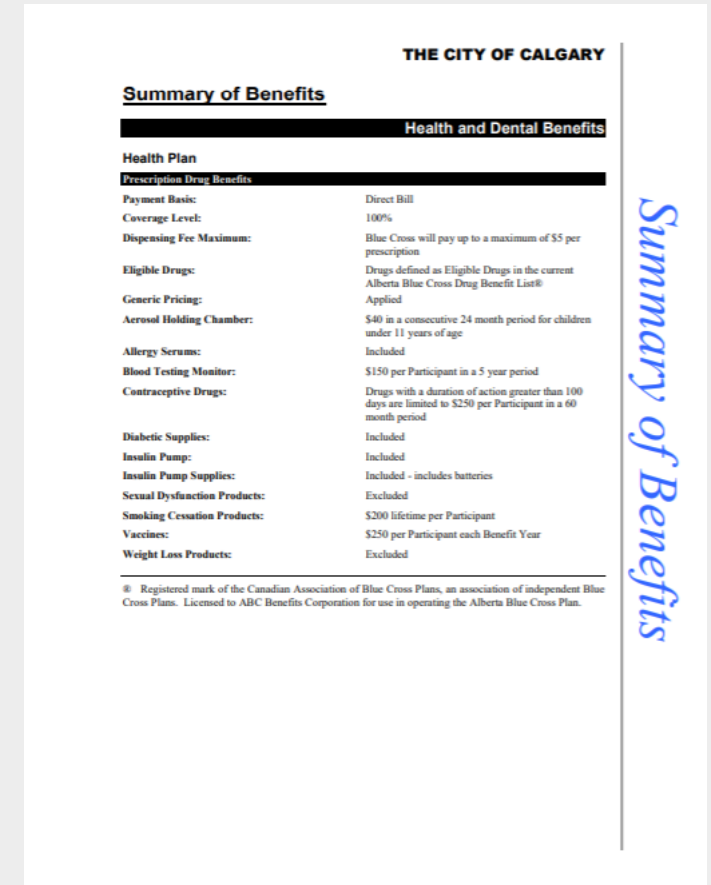 THE CITY OF CALGARY
Summary of Benefits
Health and Dental Benefits
Health Plan
Prescription Drug Benefits
Payment Basis: Direct Bill
Coverage Level: 100%
Dispensing Fee Maximum: Blue Cross will pay up to a maximum of $5 per
prescription
Eligible Drugs: Drugs defined as Eligible Drugs in the current
Alberta Blue Cross Drug Benefit List®
Generic Pricing: Applied
Aerosol Holding Chamber: $40 in a consecutive 24 month period for children
under 11 years of age
Allergy Serums: Included
Blood Testing Monitor: $150 per Participant in a 5 year period
Contraceptive Drugs: Drugs with a duration of action greater than 100
days are limited to $250 per Participant in a 60
month period
Diabetic Supplies: Included
Insulin Pump: Included
Insulin Pump Supplies: Included - includes batteries
Sexual Dysfunction Products: Excluded
Smoking Cessation Products: $200 lifetime per Participant
Vaccines: $250 per Participant each Benefit Year
Weight Loss Products: Excluded
® Registered mark of the Canadian Association of Blue Cross Plans, an association of independent Blue
Cross Plans. Licensed to ABC Benefits Corporation for use in operating the Alberta Blue Cross Plan.
Summary of Benefits